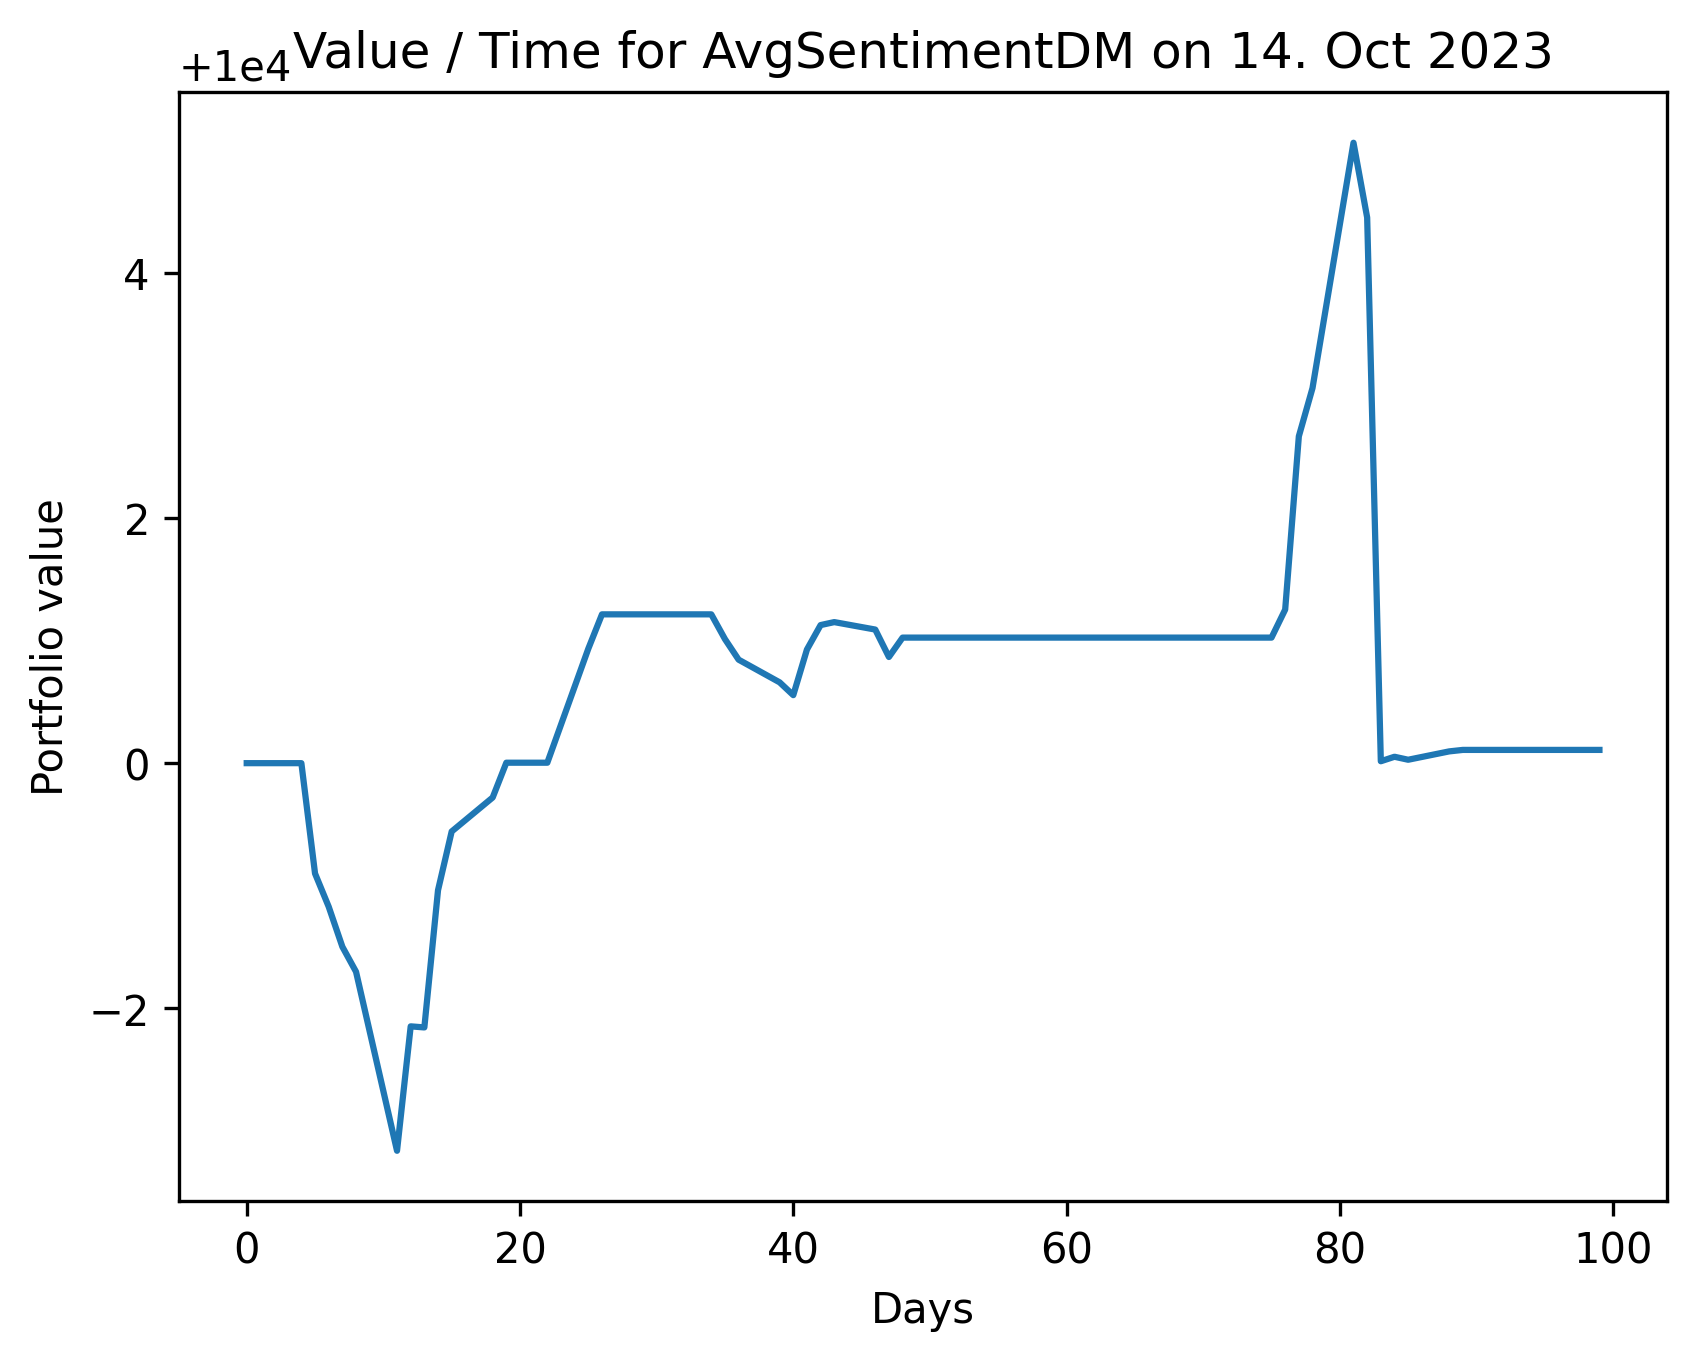 Value / Time for AvgSentimentDM on 14. Oct 2023
+1e4
Portfolio value
4
2
0
−2
0 20 40 60 80 100
Days